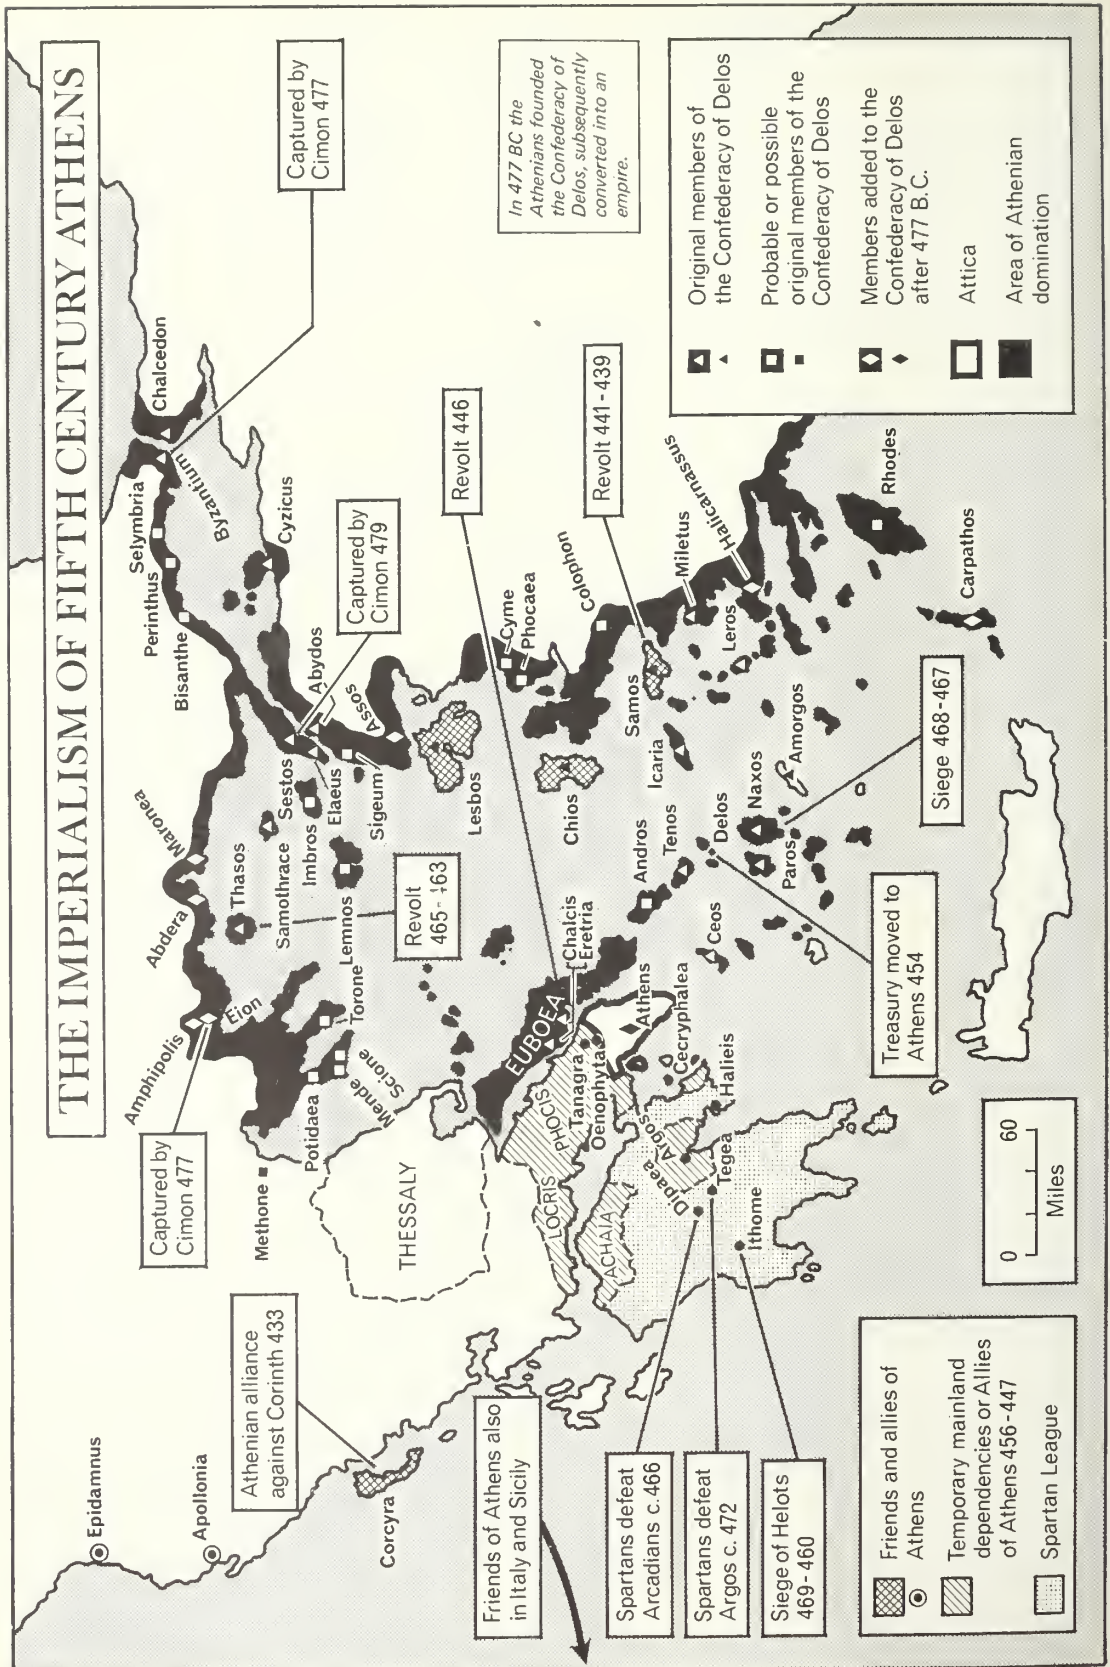 THE IMPERIALISM OF FIFTH CENTURY ATHENS
Epidamnus
Apollonia
Athenian alliance
against Corinth 433
Corcyra
Friends of Athens also
in Italy and Sicily
Spartans defeat
Arcadians c.466
Spartans defeat
Argos c. 472
Siege of Helots
469-460
Friends and allies of
Athens
Temporary mainland
dependencies or Allies
of Athens 456-447
Spartan League
0 60
Miles
Captured by
Cimon 477
Amphipolis
Eion
Abdera
Maronea
Methone
Potidaea
Mende
Scione
Torone
THESSALY
Thasos
Samothrace
Imbros
Lemnos
Revolt
465-463
Sestos
Elaeus
Sigeum
Abydos
Assos
Captured by
Cimon 479
Bisanthe
Perinthus
Selymbria
Byzantium
Chalcedon
Cyzicus
Captured by
Cimon 477
In 477 BC the
Athenians founded
the Confederacy of
Delos, subsequently
converted into an
empire.
Revolt 446
Revolt 441-439
Lesbos
Chios
Cyme
Phocaea
Colophon
Samos
Icaria
Miletus
Halicarnassus
Leros
Amorgos
Rhodes
Carpathos
Siege 468-467
Naxos
Paros
Delos
Tenos
Andros
Ceos
Treasury moved to
Athens 454
EUBOEA
Chalcis
Eretria
Athens
Cecryphalea
Tanagra
Oenophyta
PHOCIS
LOCRIS
ACHAIA
Argos
Dipaea
Halieis
Tegea
Ithome
Original members of
the Confederacy of Delos
Probable or possible
original members of the
Confederacy of Delos
Members added to the
Confederacy of Delos
after 477 B.C.
Attica
Area of Athenian
domination